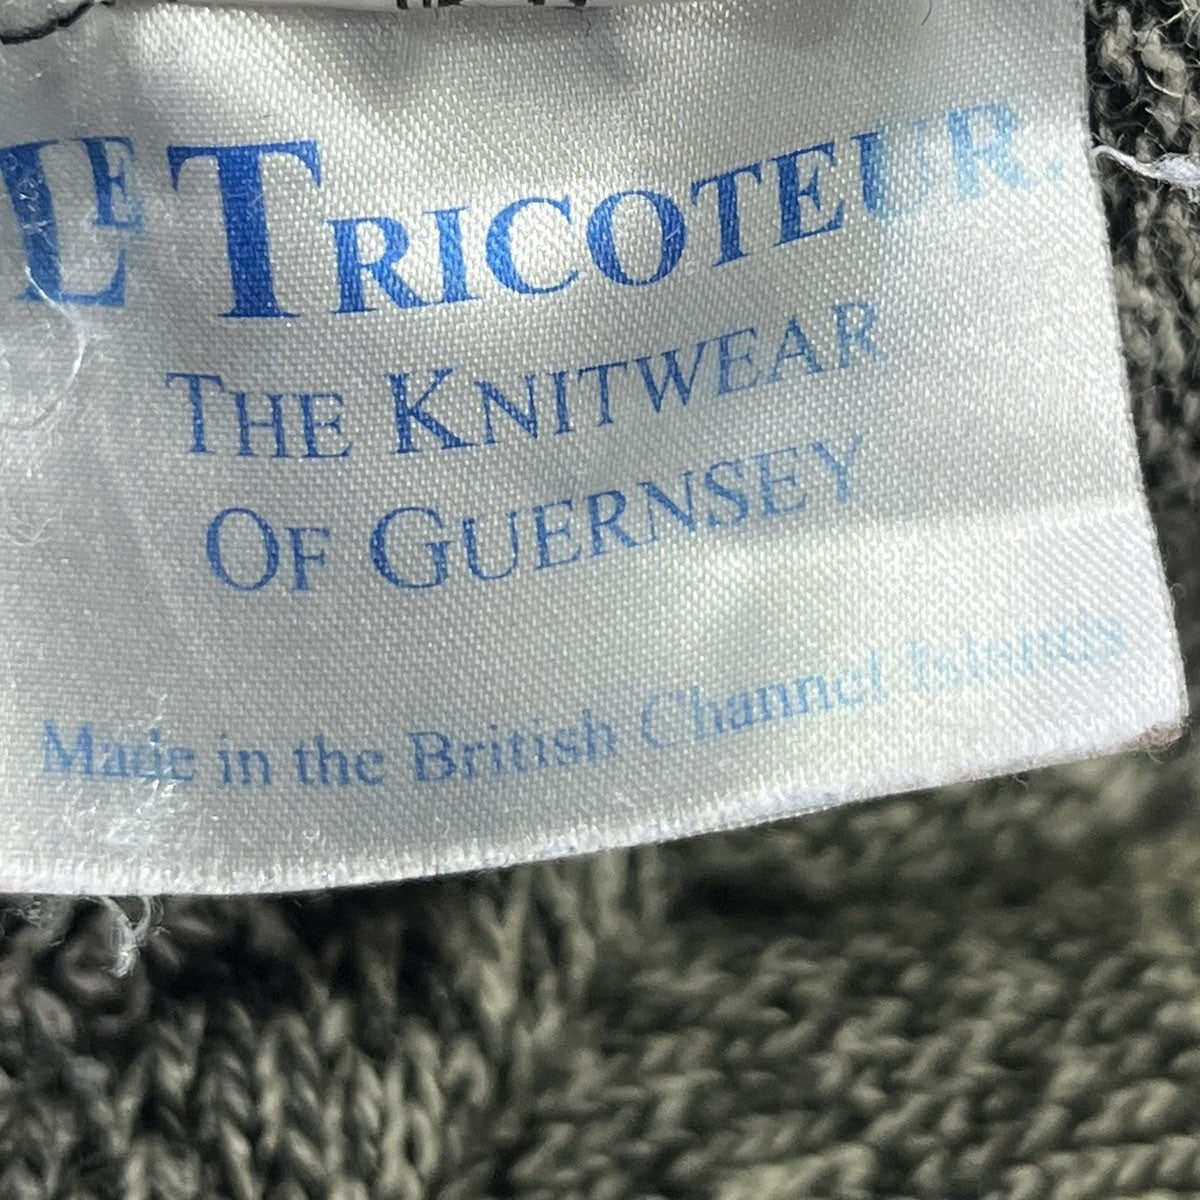 LE TRICOTEUR.
THE KNITWEAR
OF GUERNSEY
Made in the British Channel Islands